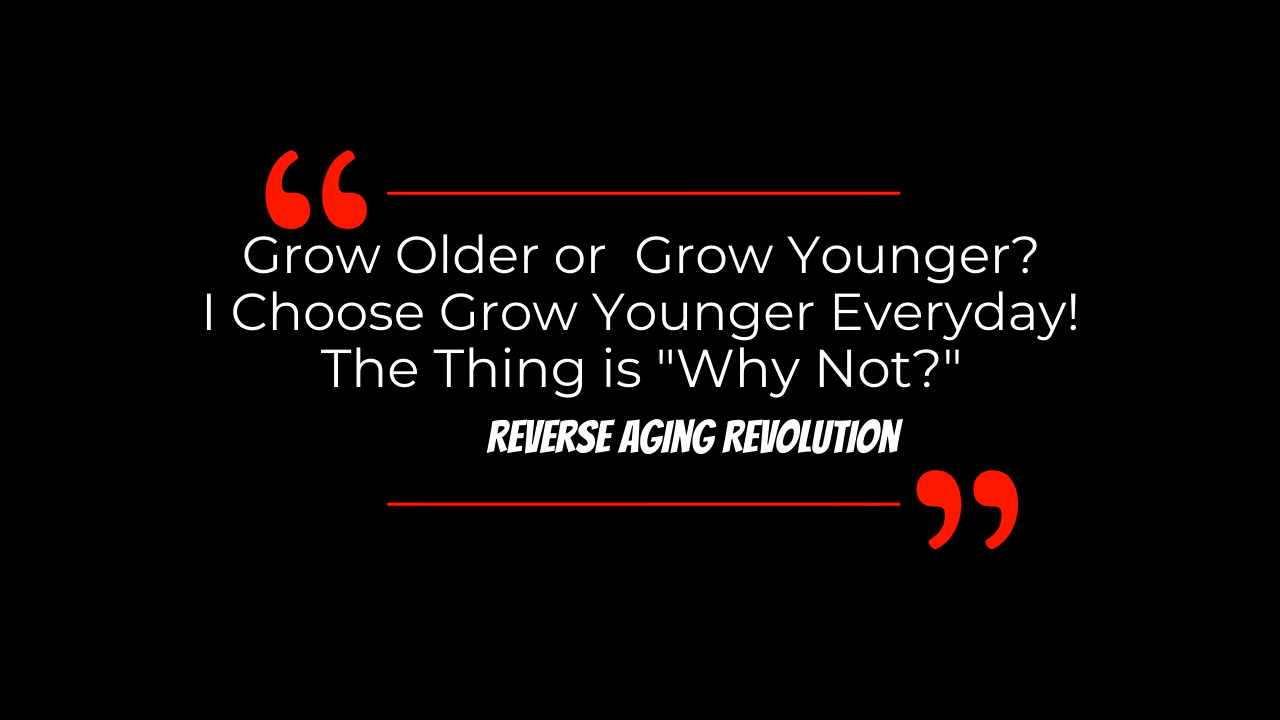 Grow Older or  Grow Younger?
I Choose Grow Younger Everyday!
The Thing is "Why Not?"
REVERSE AGING REVOLUTION